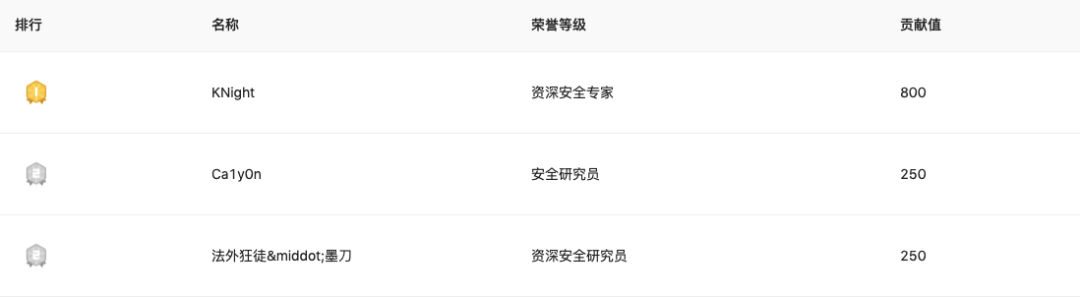 排行 名称 荣誉等级 贡献值
1 KNight 资深安全专家 800
2 Ca1y0n 安全研究员 250
2 法外狂徒&middot;墨刀 资深安全研究员 250